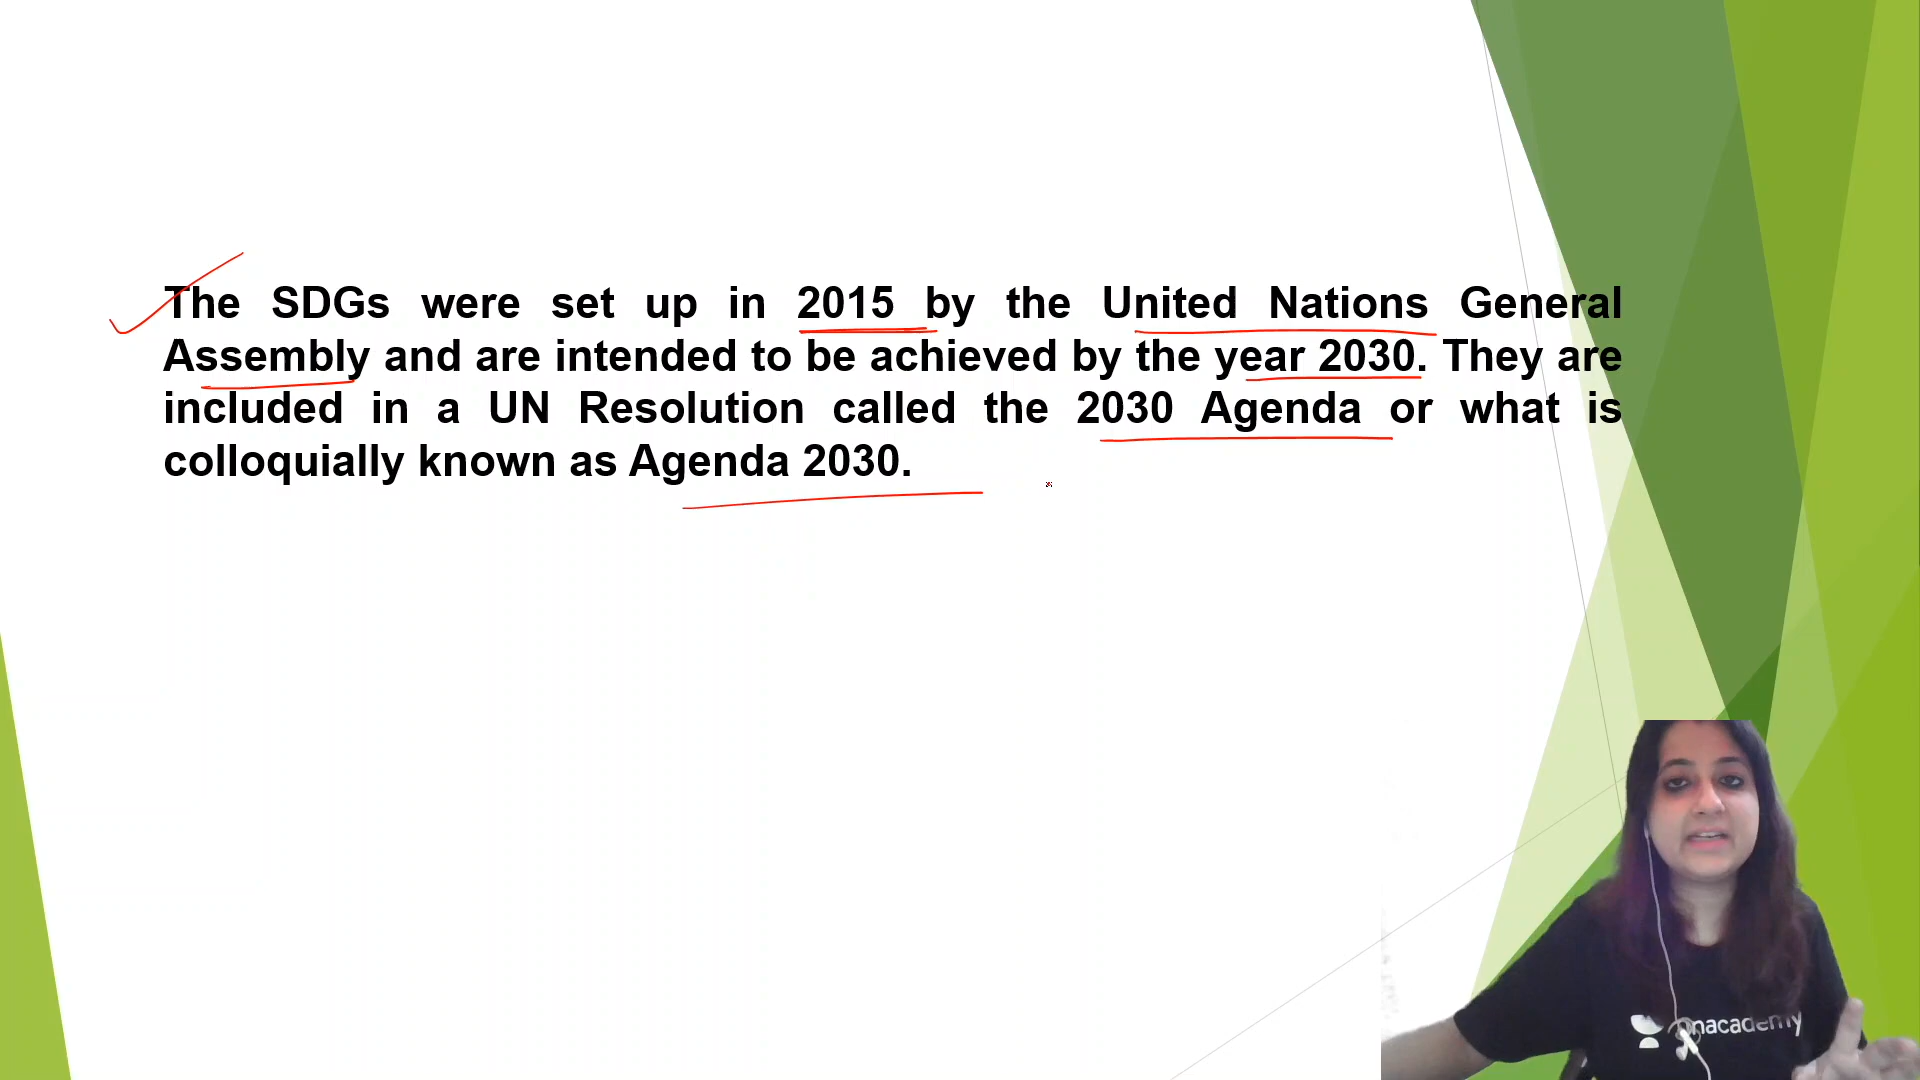 The SDGs were set up in 2015 by the United Nations General
Assembly and are intended to be achieved by the year 2030. They are
included in a UN Resolution called the 2030 Agenda or what is
colloquially known as Agenda 2030.
unacademy